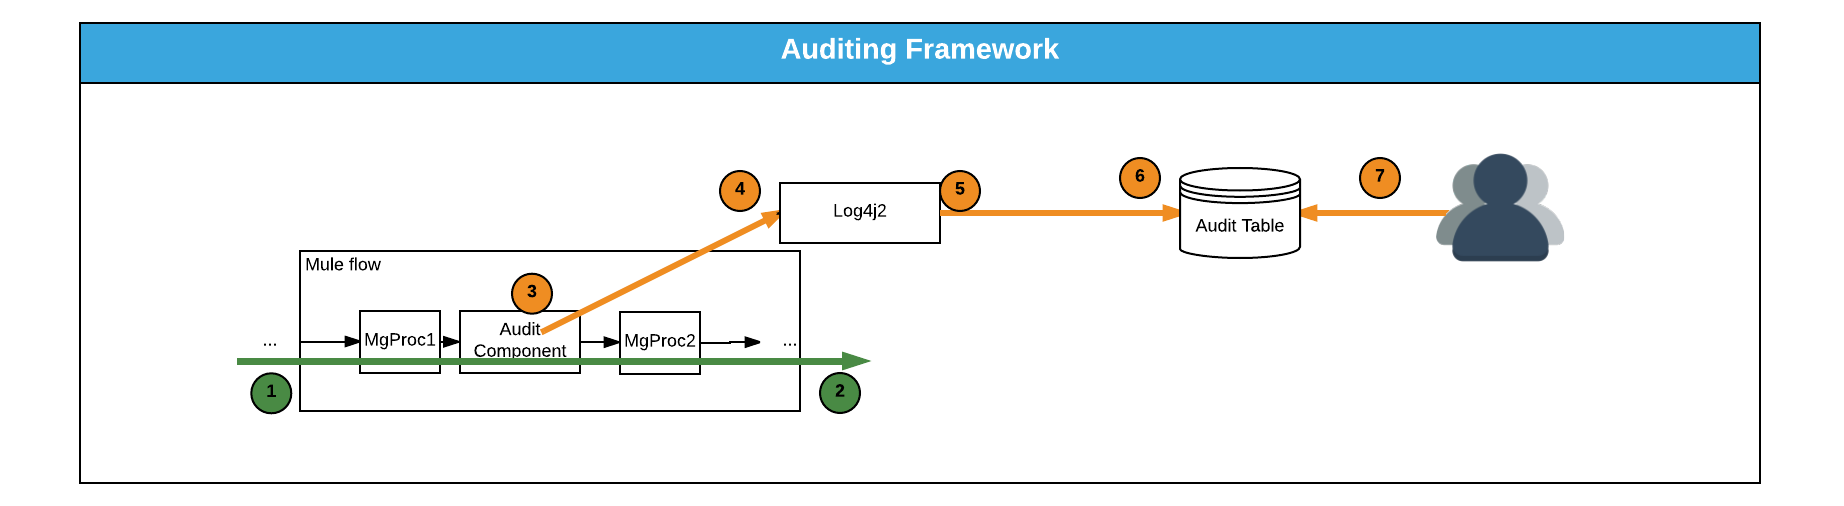 Auditing Framework
4
5
6
7
Log4j2
Audit Table
Mule flow
3
...
MgProc1
Audit
Component
MgProc2
...
1
2